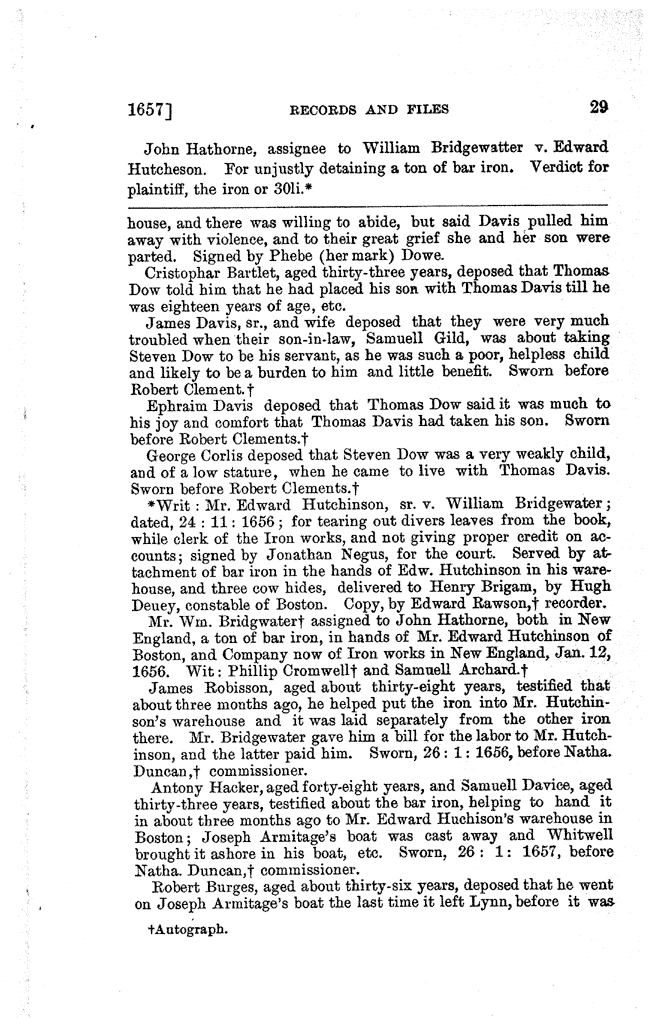 1657] RECORDS AND FILES 29
John Hathorne, assignee to William Bridgewatter v. Edward
Hutcheson. For unjustly detaining a ton of bar iron. Verdict for
plaintiff, the iron or 30li.*
house, and there was willing to abide, but said Davis pulled him
away with violence, and to their great grief she and her son were
parted. Signed by Phebe (her mark) Dowe.
Cristophar Bartlet, aged thirty-three years, deposed that Thomas
Dow told him that he had placed his son with Thomas Davis till he
was eighteen years of age, etc.
James Davis, sr., and wife deposed that they were very much
troubled when their son-in-law, Samuell Gild, was about taking
Steven Dow to be his servant, as he was such a poor, helpless child
and likely to be a burden to him and little benefit. Sworn before
Robert Clement.†
Ephraim Davis deposed that Thomas Dow said it was much to
his joy and comfort that Thomas Davis had taken his son. Sworn
before Robert Clements.†
George Corlis deposed that Steven Dow was a very weakly child,
and of a low stature, when he came to live with Thomas Davis.
Sworn before Robert Clements.†
*Writ : Mr. Edward Hutchinson, sr. v. William Bridgewater ;
dated, 24 : 11 : 1656 ; for tearing out divers leaves from the book,
while clerk of the Iron works, and not giving proper credit on ac-
counts; signed by Jonathan Negus, for the court. Served by at-
tachment of bar iron in the hands of Edw. Hutchinson in his ware-
house, and three cow hides, delivered to Henry Brigam, by Hugh
Deuey, constable of Boston. Copy, by Edward Rawson,† recorder.
Mr. Wm. Bridgwater† assigned to John Hathorne, both in New
England, a ton of bar iron, in hands of Mr. Edward Hutchinson of
Boston, and Company now of Iron works in New England, Jan. 12,
1656. Wit : Phillip Cromwell† and Samuell Archard.†
James Robisson, aged about thirty-eight years, testified that
about three months ago, he helped put the iron into Mr. Hutchin-
son's warehouse and it was laid separately from the other iron
there. Mr. Bridgewater gave him a bill for the labor to Mr. Hutch-
inson, and the latter paid him. Sworn, 26 : 1 : 1656, before Natha.
Duncan,† commissioner.
Antony Hacker, aged forty-eight years, and Samuell Davice, aged
thirty-three years, testified about the bar iron, helping to hand it
in about three months ago to Mr. Edward Huchison's warehouse in
Boston; Joseph Armitage's boat was cast away and Whitwell
brought it ashore in his boat, etc. Sworn, 26 : 1 : 1657, before
Natha. Duncan,† commissioner.
Robert Burges, aged about thirty-six years, deposed that he went
on Joseph Armitage's boat the last time it left Lynn, before it was
†Autograph.